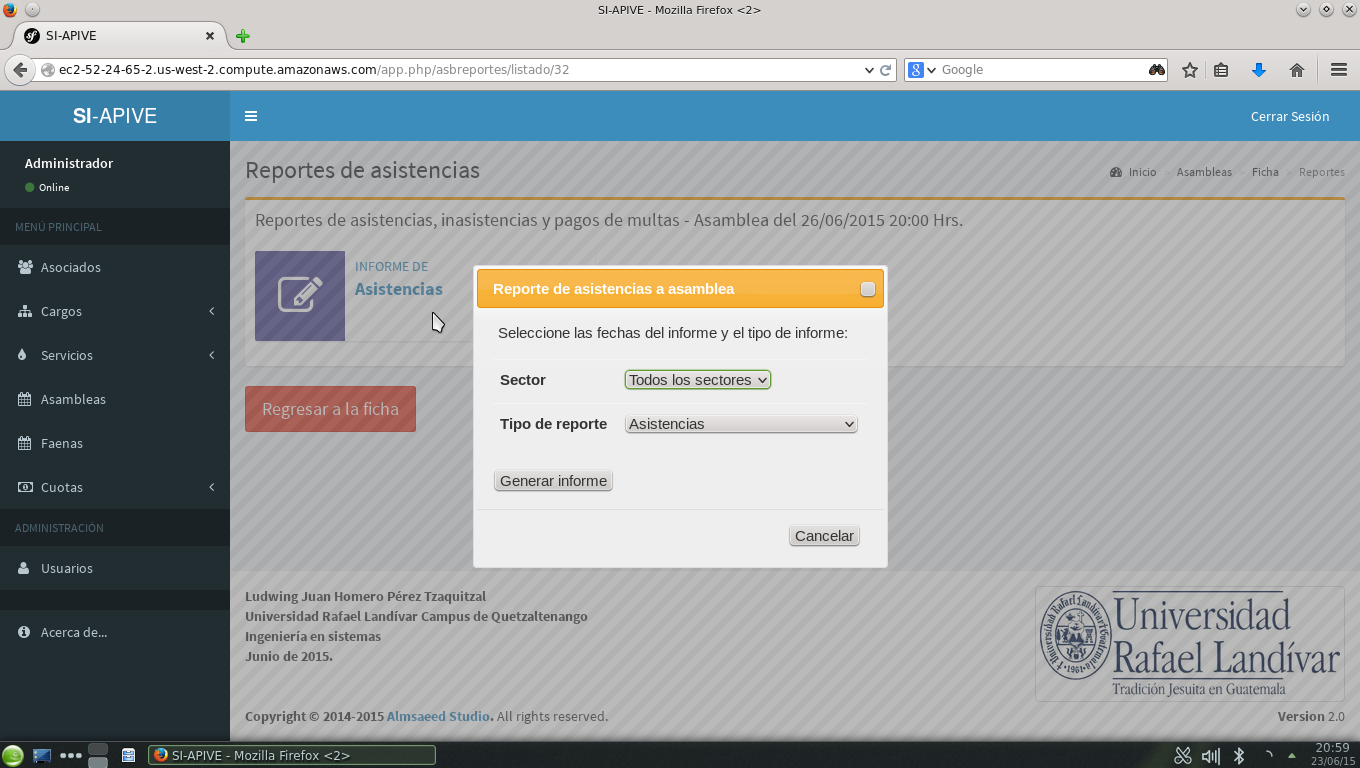 SI-APIVE - Mozilla Firefox <2>
SI-APIVE
ec2-52-24-65-2.us-west-2.compute.amazonaws.com/app.php/asbreportes/listado/32
Google
SI-APIVE
Cerrar Sesión
Administrador
Online
MENÚ PRINCIPAL
Asociados
Cargos
Servicios
Asambleas
Faenas
Cuotas
ADMINISTRACIÓN
Usuarios
Acerca de...
Reportes de asistencias
Inicio > Asambleas > Ficha > Reportes
Reportes de asistencias, inasistencias y pagos de multas - Asamblea del 26/06/2015 20:00 Hrs.
INFORME DE
Asistencias
Regresar a la ficha
Reporte de asistencias a asamblea
Seleccione las fechas del informe y el tipo de informe:
Sector Todos los sectores
Tipo de reporte Asistencias
Generar informe
Cancelar
Ludwing Juan Homero Pérez Tzaquitzal
Universidad Rafael Landívar Campus de Quetzaltenango
Ingeniería en sistemas
Junio de 2015.
Universidad
Rafael Landívar
Tradición Jesuita en Guatemala
Universidad Rafael Landívar
1961
Copyright © 2014-2015 Almsaeed Studio. All rights reserved.
Version 2.0
SI-APIVE - Mozilla Firefox <2>
20:59
23/06/15